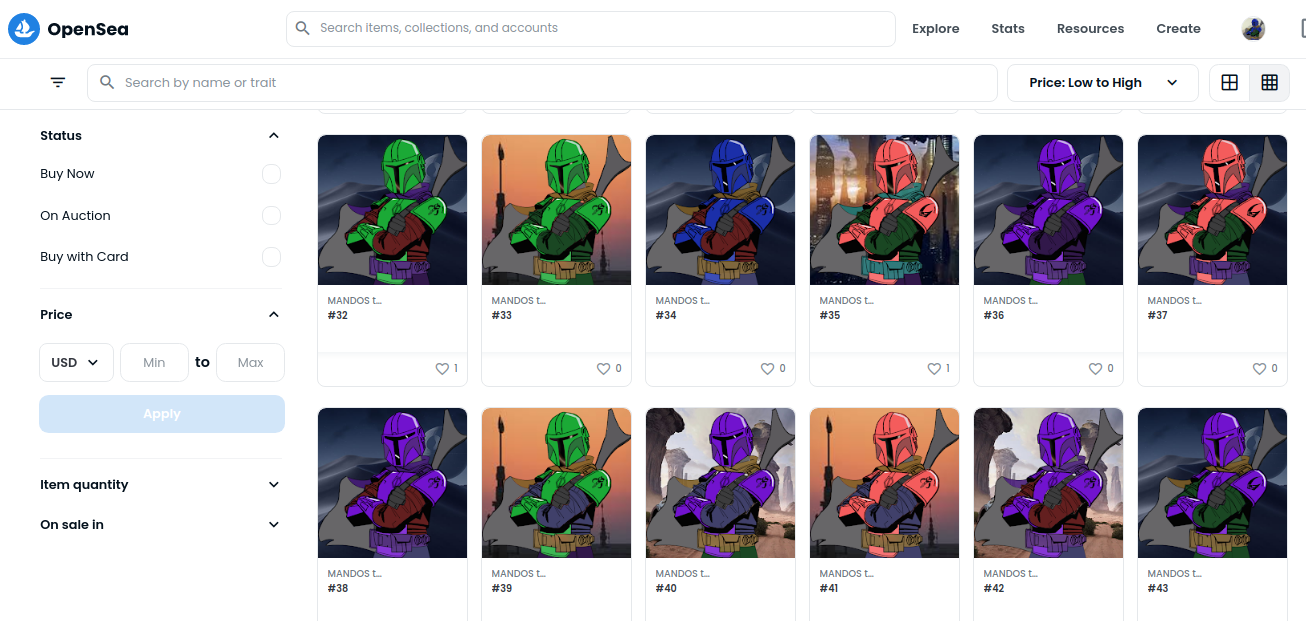 OpenSea
Search items, collections, and accounts
Explore
Stats
Resources
Create
Search by name or trait
Price: Low to High
Status
Buy Now
On Auction
Buy with Card
Price
USD
Min
to
Max
Apply
Item quantity
On sale in
MANDOS t...
#32
1
MANDOS t...
#33
0
MANDOS t...
#34
0
MANDOS t...
#35
1
MANDOS t...
#36
0
MANDOS t...
#37
0
MANDOS t...
#38
MANDOS t...
#39
MANDOS t...
#40
MANDOS t...
#41
MANDOS t...
#42
MANDOS t...
#43